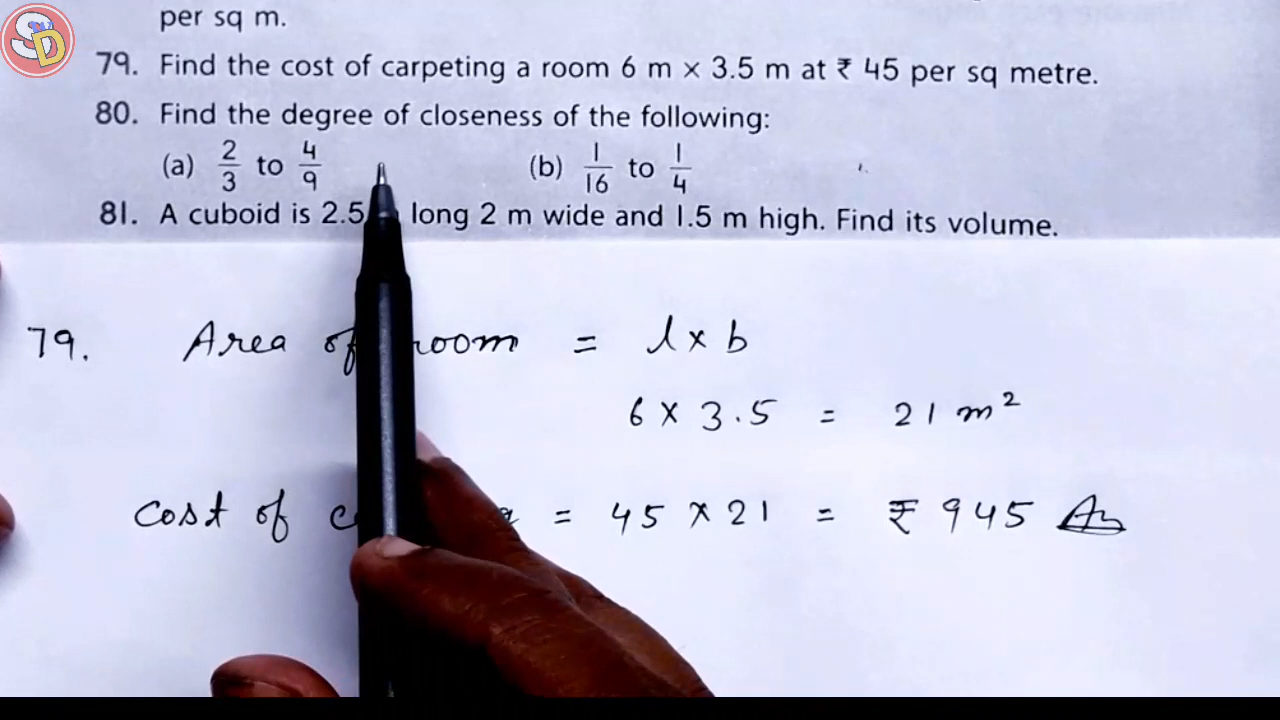 SD
per sq m.
79. Find the cost of carpeting a room 6 m × 3.5 m at ₹ 45 per sq metre.
80. Find the degree of closeness of the following:
(a) 2/3 to 4/9 (b) 1/16 to 1/4
81. A cuboid is 2.5 long 2 m wide and 1.5 m high. Find its volume.
79. Area of room = l × b
6 × 3.5 = 21 m²
Cost of = 45 × 21 = ₹ 945 Ans